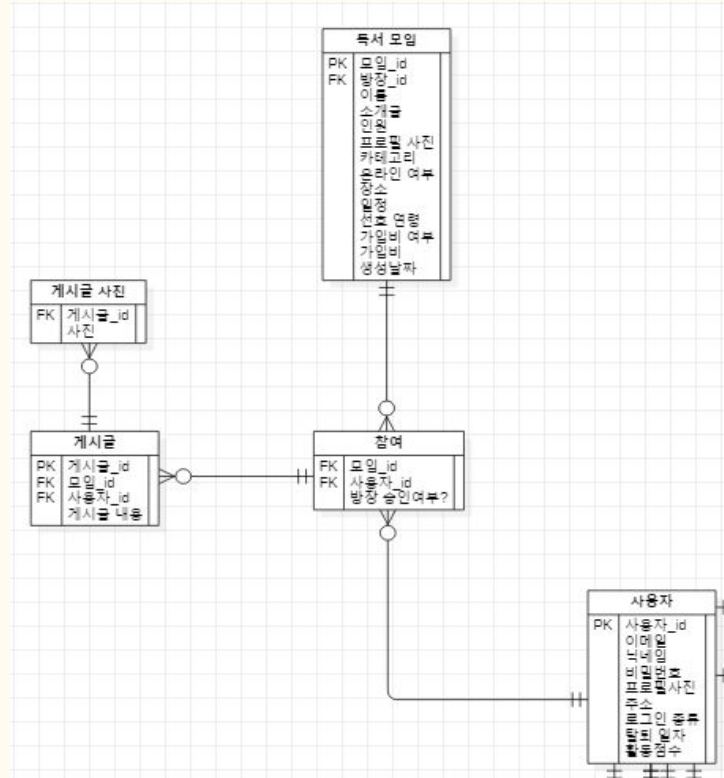 독서 모임
PK 모임_id
FK 방장_id
이름
소개글
인원
프로필 사진
카테고리
온라인 여부
장소
일정
선호 연령
가입비 여부
가입비
생성날짜
게시글 사진
FK 게시글_id
사진
게시글
PK 게시글_id
FK 모임_id
FK 사용자_id
게시글 내용
참여
FK 모임_id
FK 사용자_id
방장 승인여부?
사용자
PK 사용자_id
이메일
닉네임
비밀번호
프로필사진
주소
로그인 종류
탈퇴 일자
활동점수